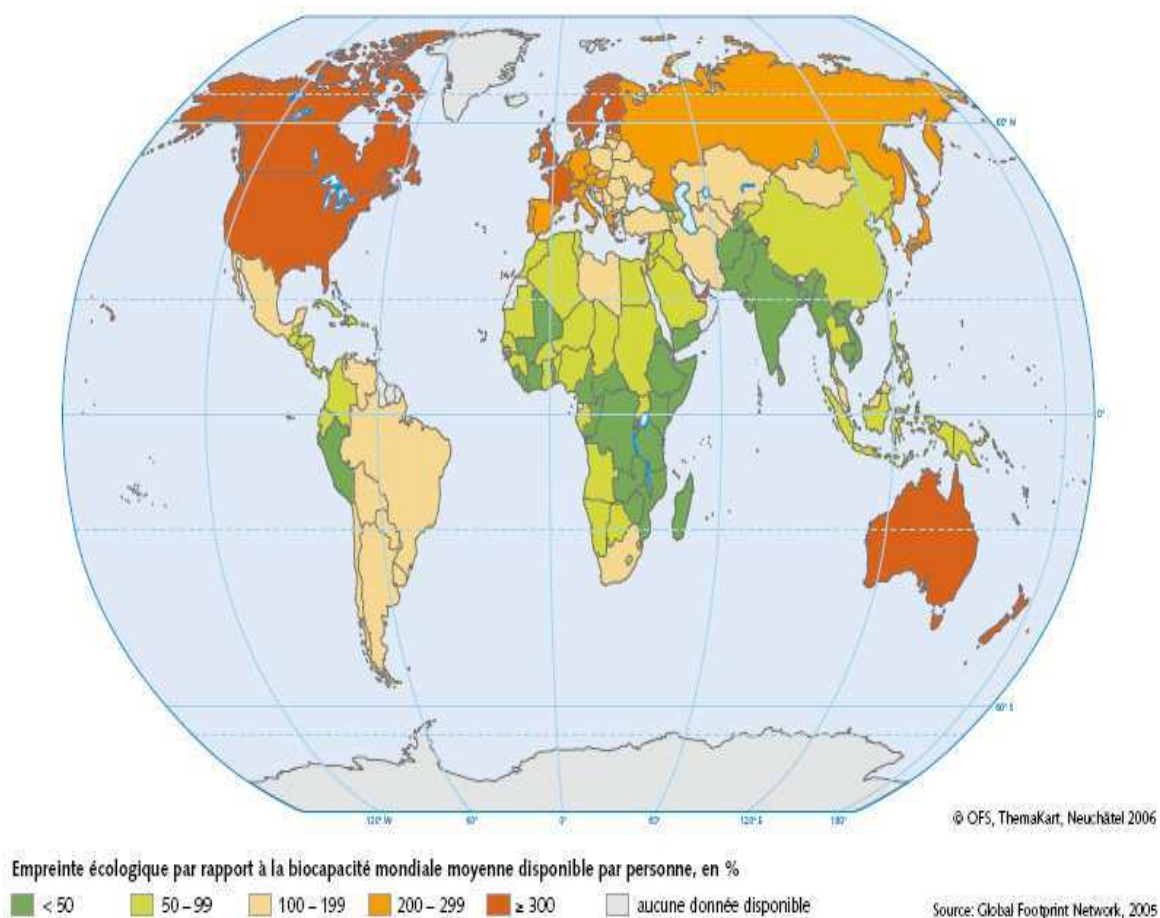 60° N
0°
60° S
120° W 60° 0° 60° 120° E 180°
© OFS, ThemaKart, Neuchâtel 2006
Empreinte écologique par rapport à la biocapacité mondiale moyenne disponible par personne, en %
< 50 50 – 99 100 – 199 200 – 299 ≥ 300 aucune donnée disponible
Source: Global Footprint Network, 2005